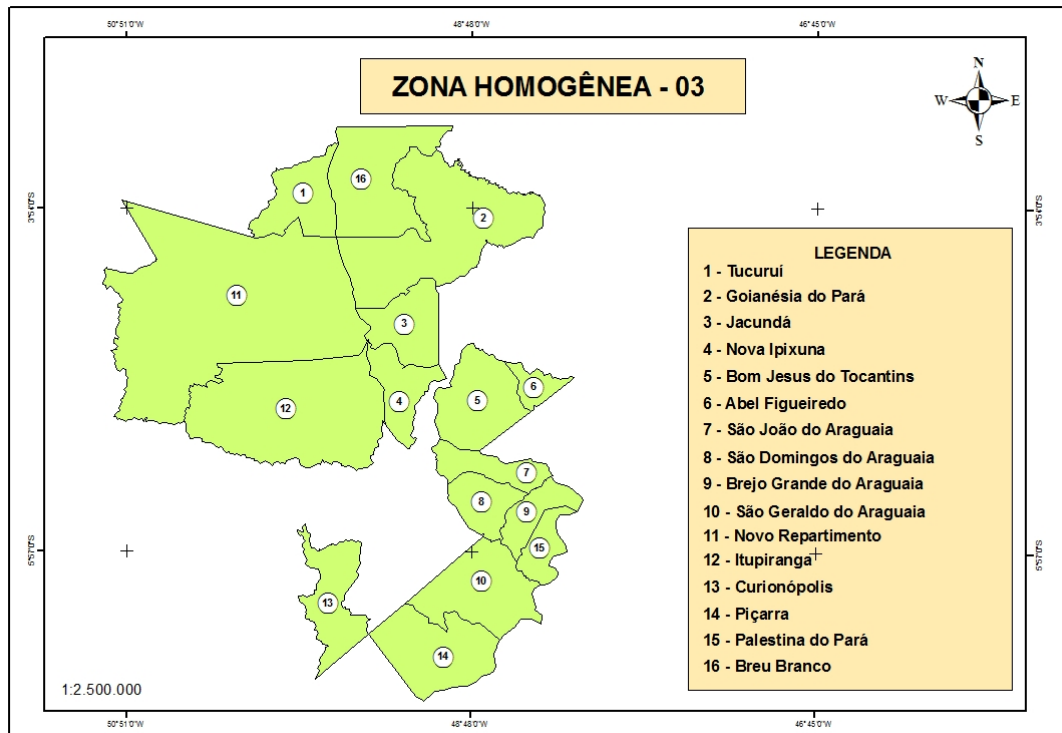 50°51'0"W 48°48'0"W 46°45'0"W
ZONA HOMOGÊNEA - 03
N
W E
S
1
16
2
3°54'0"S 3°54'0"S
11
3
12
4
5
6
7
8
9
15
10
13
14
LEGENDA
1 - Tucuruí
2 - Goianésia do Pará
3 - Jacundá
4 - Nova Ipixuna
5 - Bom Jesus do Tocantins
6 - Abel Figueiredo
7 - São João do Araguaia
8 - São Domingos do Araguaia
9 - Brejo Grande do Araguaia
10 - São Geraldo do Araguaia
11 - Novo Repartimento
12 - Itupiranga
13 - Curionópolis
14 - Piçarra
15 - Palestina do Pará
16 - Breu Branco
5°57'0"S 5°57'0"S
1:2.500.000
50°51'0"W 48°48'0"W 46°45'0"W